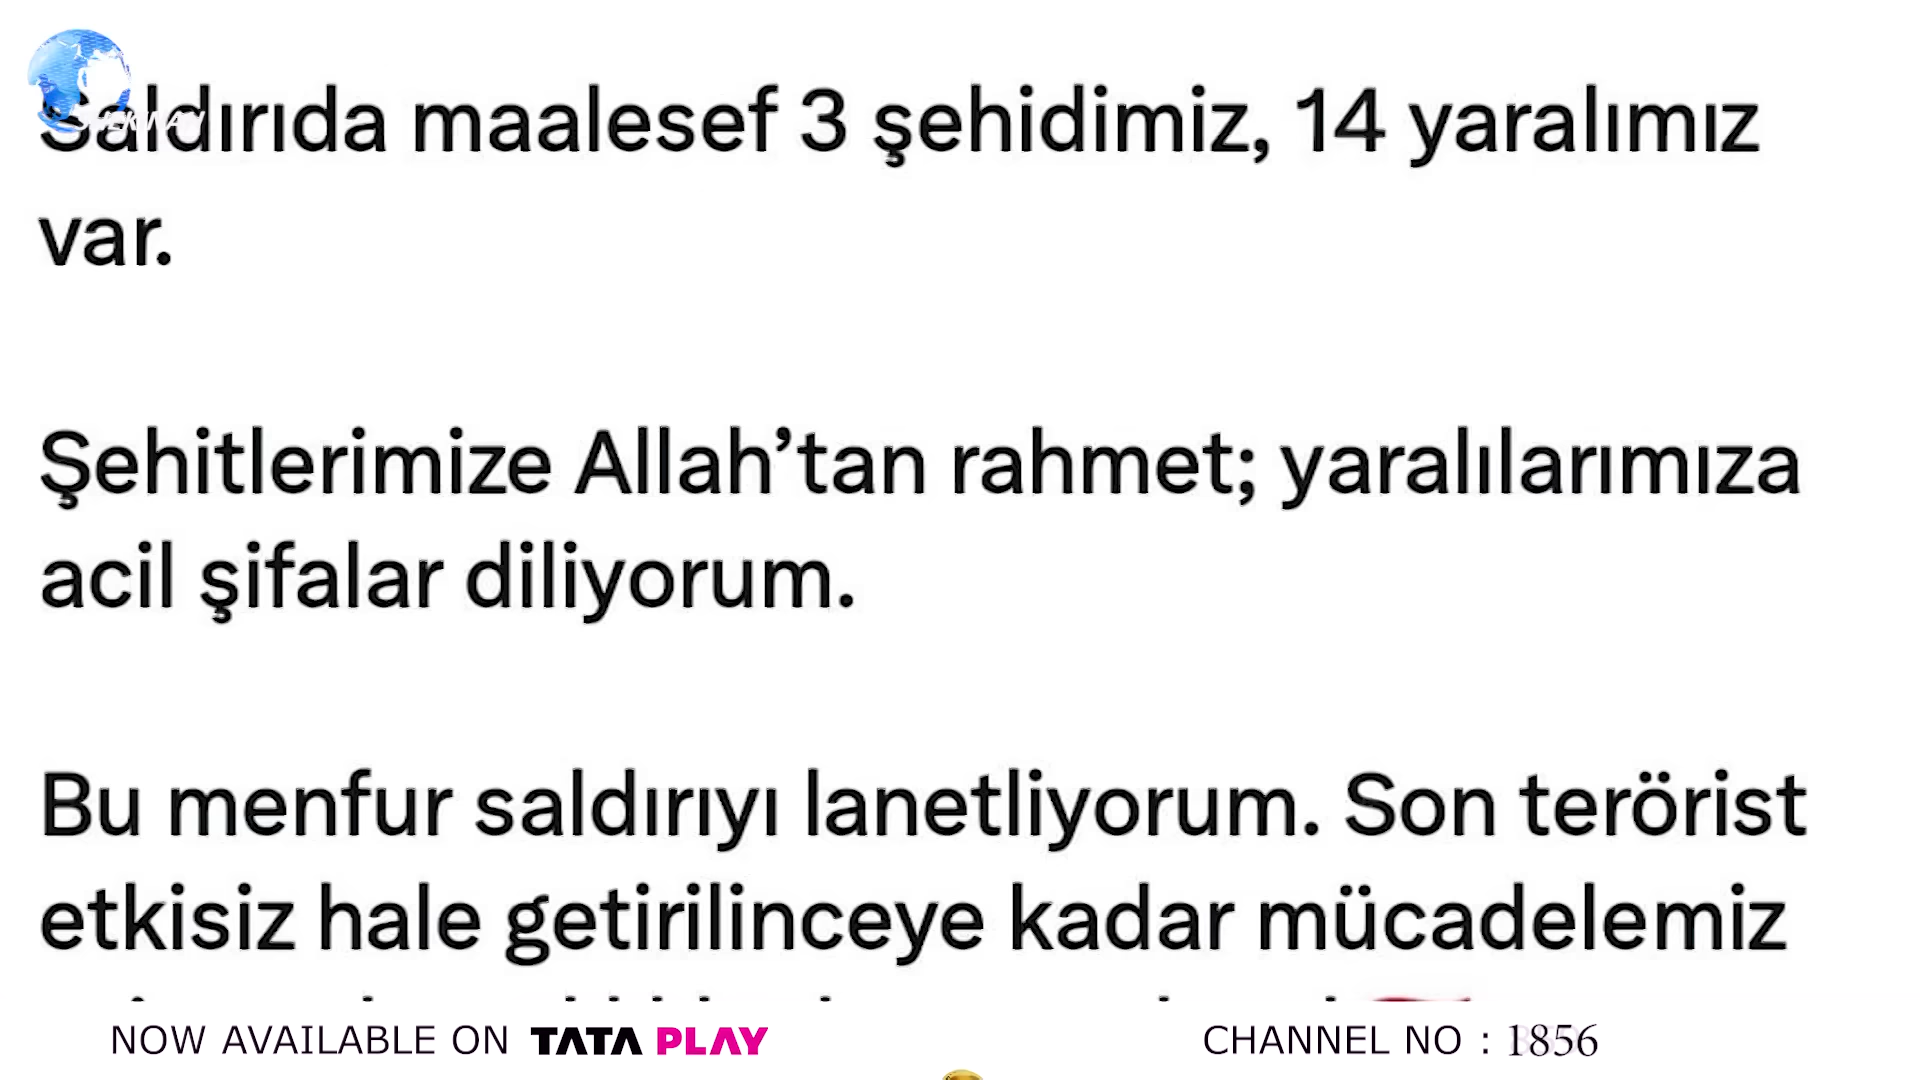 SHEKINAH
Saldırıda maalesef 3 şehidimiz, 14 yaralımız
var.
Şehitlerimize Allah’tan rahmet; yaralılarımıza
acil şifalar diliyorum.
Bu menfur saldırıyı lanetliyorum. Son terörist
etkisiz hale getirilinceye kadar mücadelemiz
NOW AVAILABLE ON TATA PLAY
CHANNEL NO : 1856